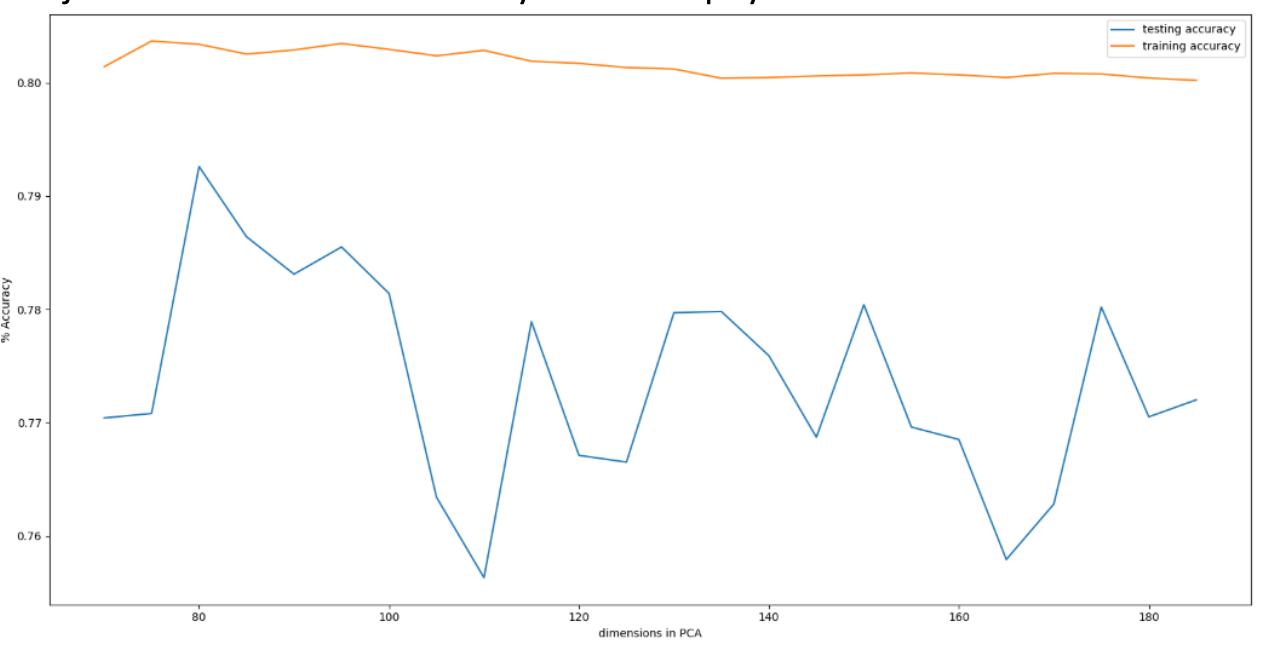 testing accuracy
training accuracy
0.80
0.79
0.78
0.77
0.76
% Accuracy
80 100 120 140 160 180
dimensions in PCA